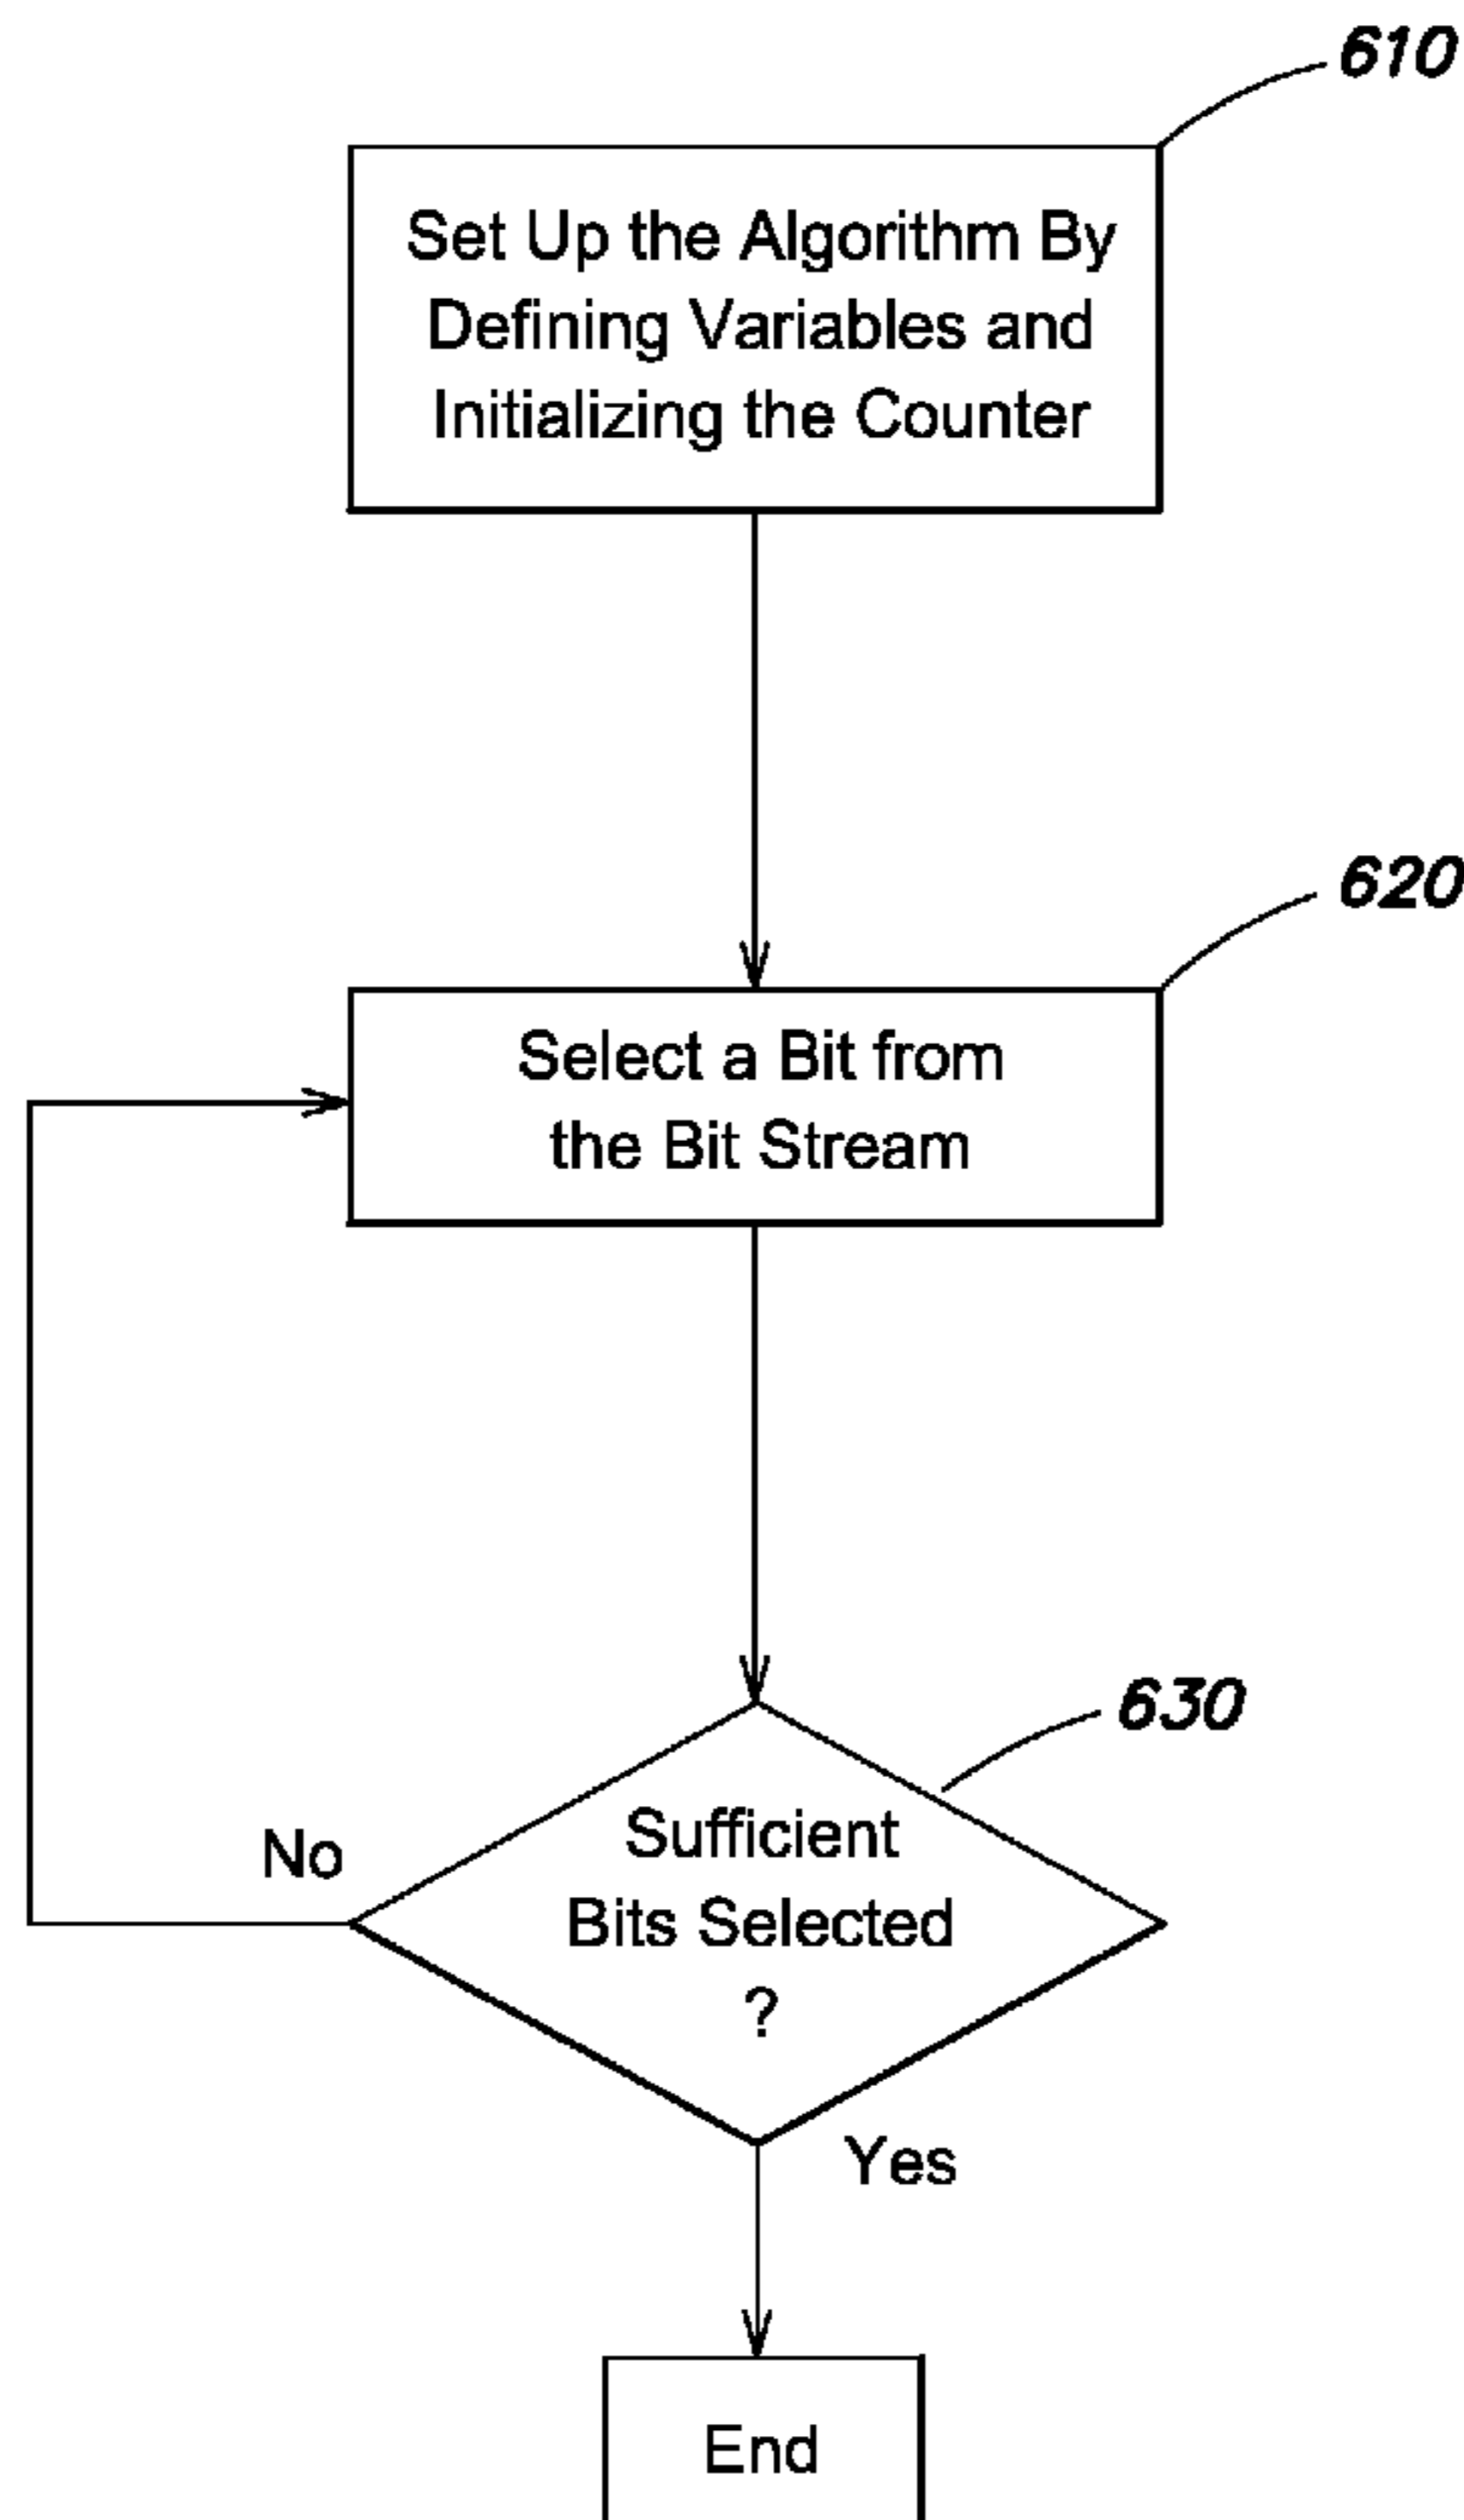 610
Set Up the Algorithm By
Defining Variables and
Initializing the Counter
620
Select a Bit from
the Bit Stream
630
Sufficient
Bits Selected
?
No
Yes
End